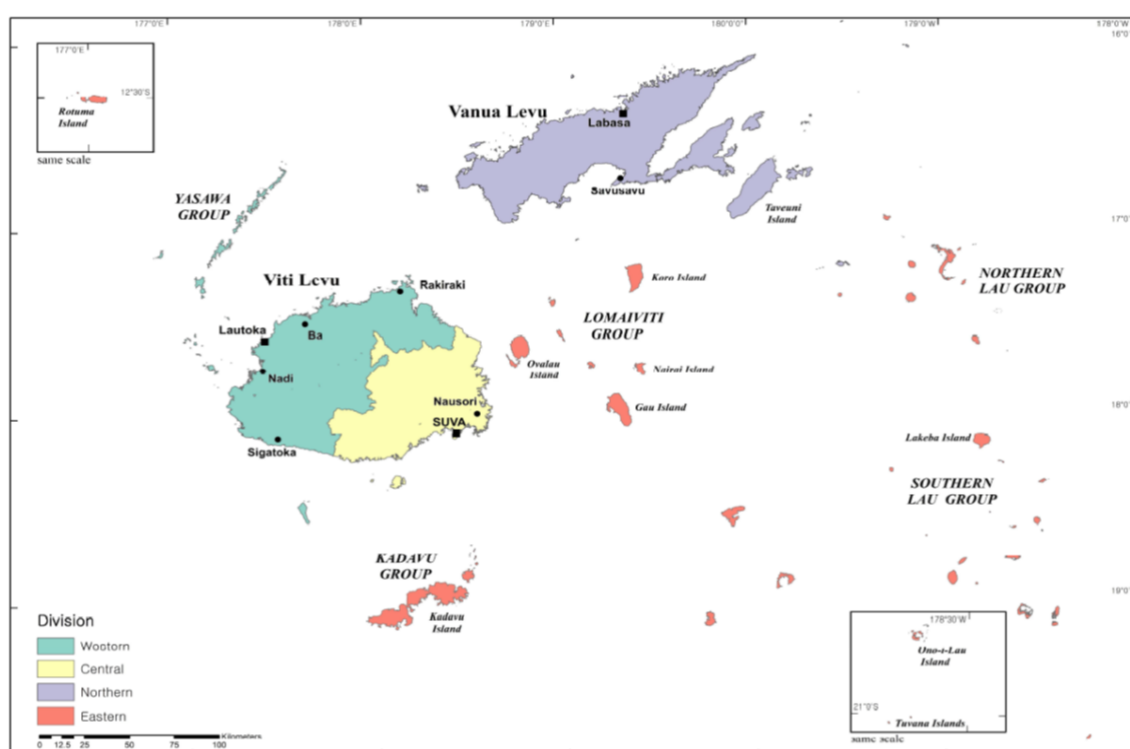 177°0'E
178°0'E
179°0'E
180°0'E
179°0'W
178°0'W
16°0'S
177°0'E
12°30'S
Rotuma
Island
same scale
Vanua Levu
Labasa
Savusavu
Taveuni
Island
YASAWA
GROUP
17°0'S
Viti Levu
Rakiraki
Koro Island
NORTHERN
LAU GROUP
Lautoka
Ba
LOMAIVITI
GROUP
Nadi
Ovalau
Island
Nairai Island
Nausori
Gau Island
18°0'S
SUVA
Sigatoka
Lakeba Island
SOUTHERN
LAU GROUP
KADAVU
GROUP
Kadavu
Island
19°0'S
Division
Western
Central
Northern
Eastern
Kilometers
0 12.5 25 50 75 100
178°30'W
Ono-i-Lau
Island
21°0'S
Tuvana Islands
same scale